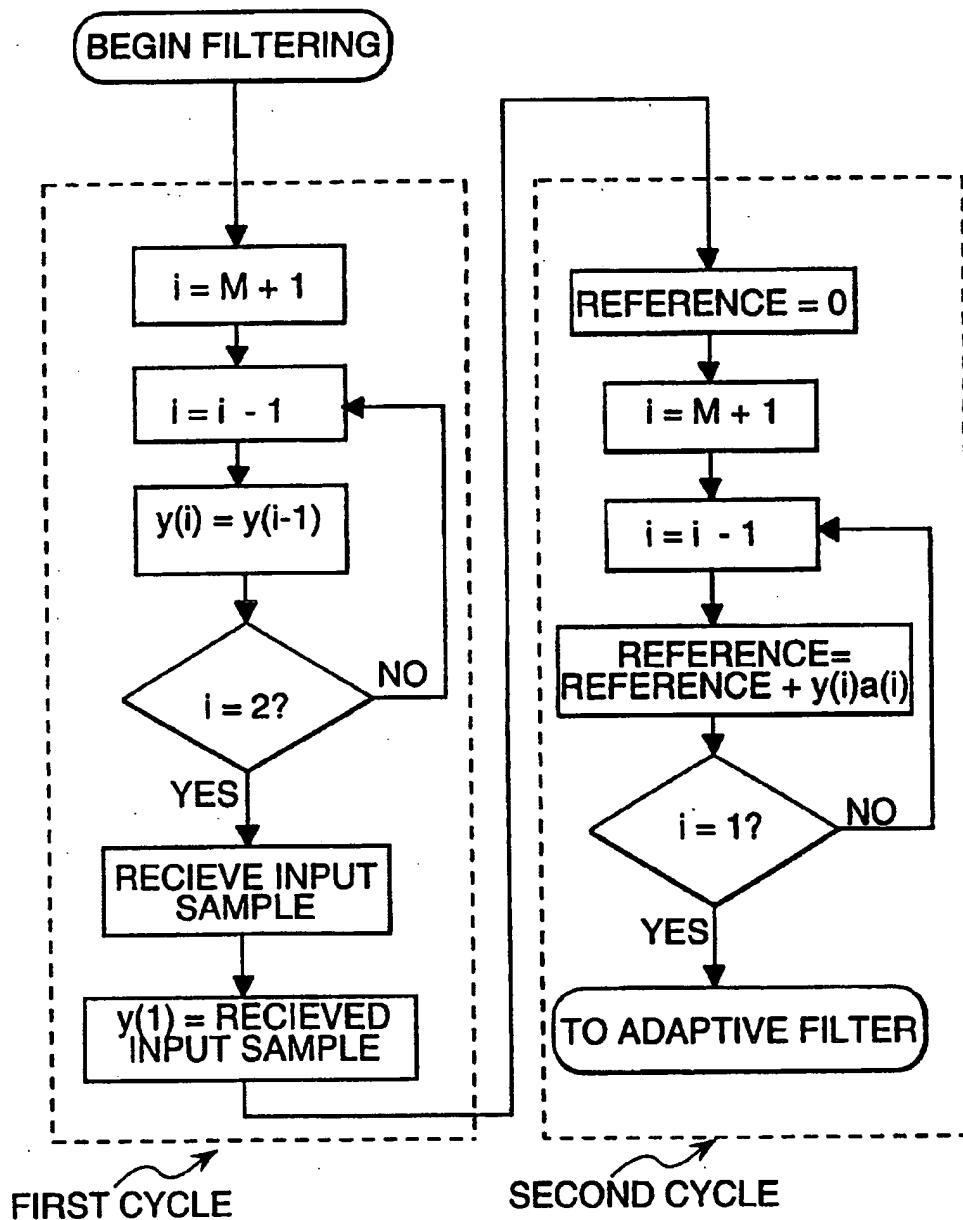 BEGIN FILTERING
i = M + 1
i = i - 1
y(i) = y(i-1)
i = 2?
NO
YES
RECIEVE INPUT
SAMPLE
y(1) = RECIEVED
INPUT SAMPLE
FIRST CYCLE
REFERENCE = 0
i = M + 1
i = i - 1
REFERENCE=
REFERENCE + y(i)a(i)
i = 1?
NO
YES
TO ADAPTIVE FILTER
SECOND CYCLE